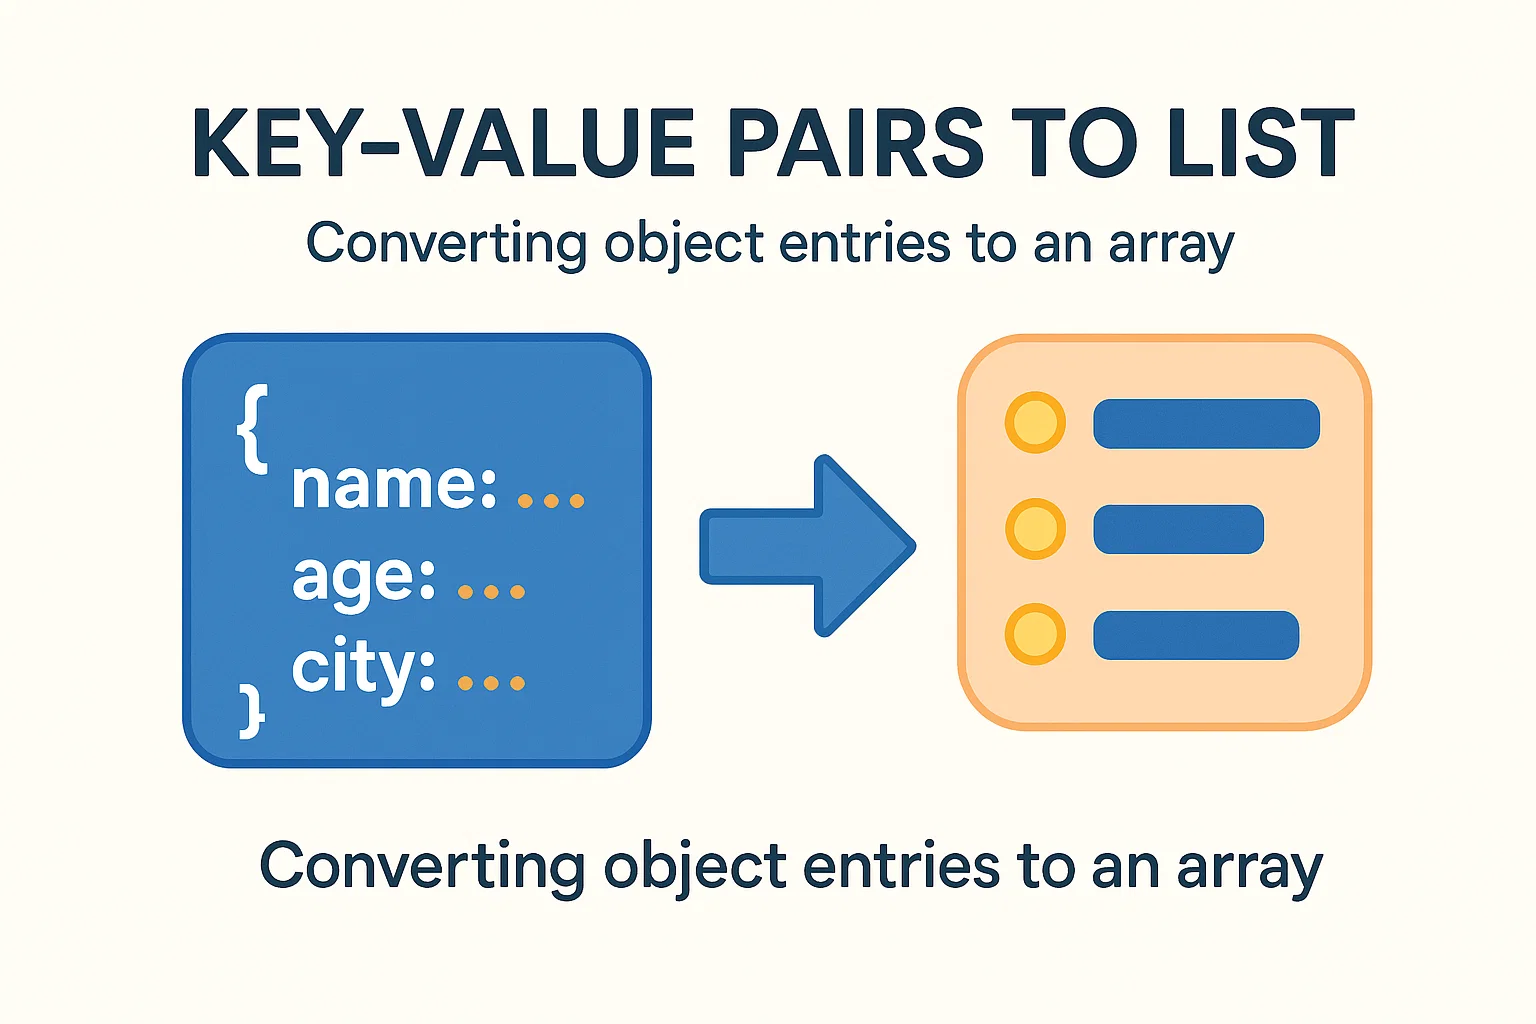 KEY–VALUE PAIRS TO LIST
Converting object entries to an array
{
name: ...
age: ...
city: ...
}
Converting object entries to an array